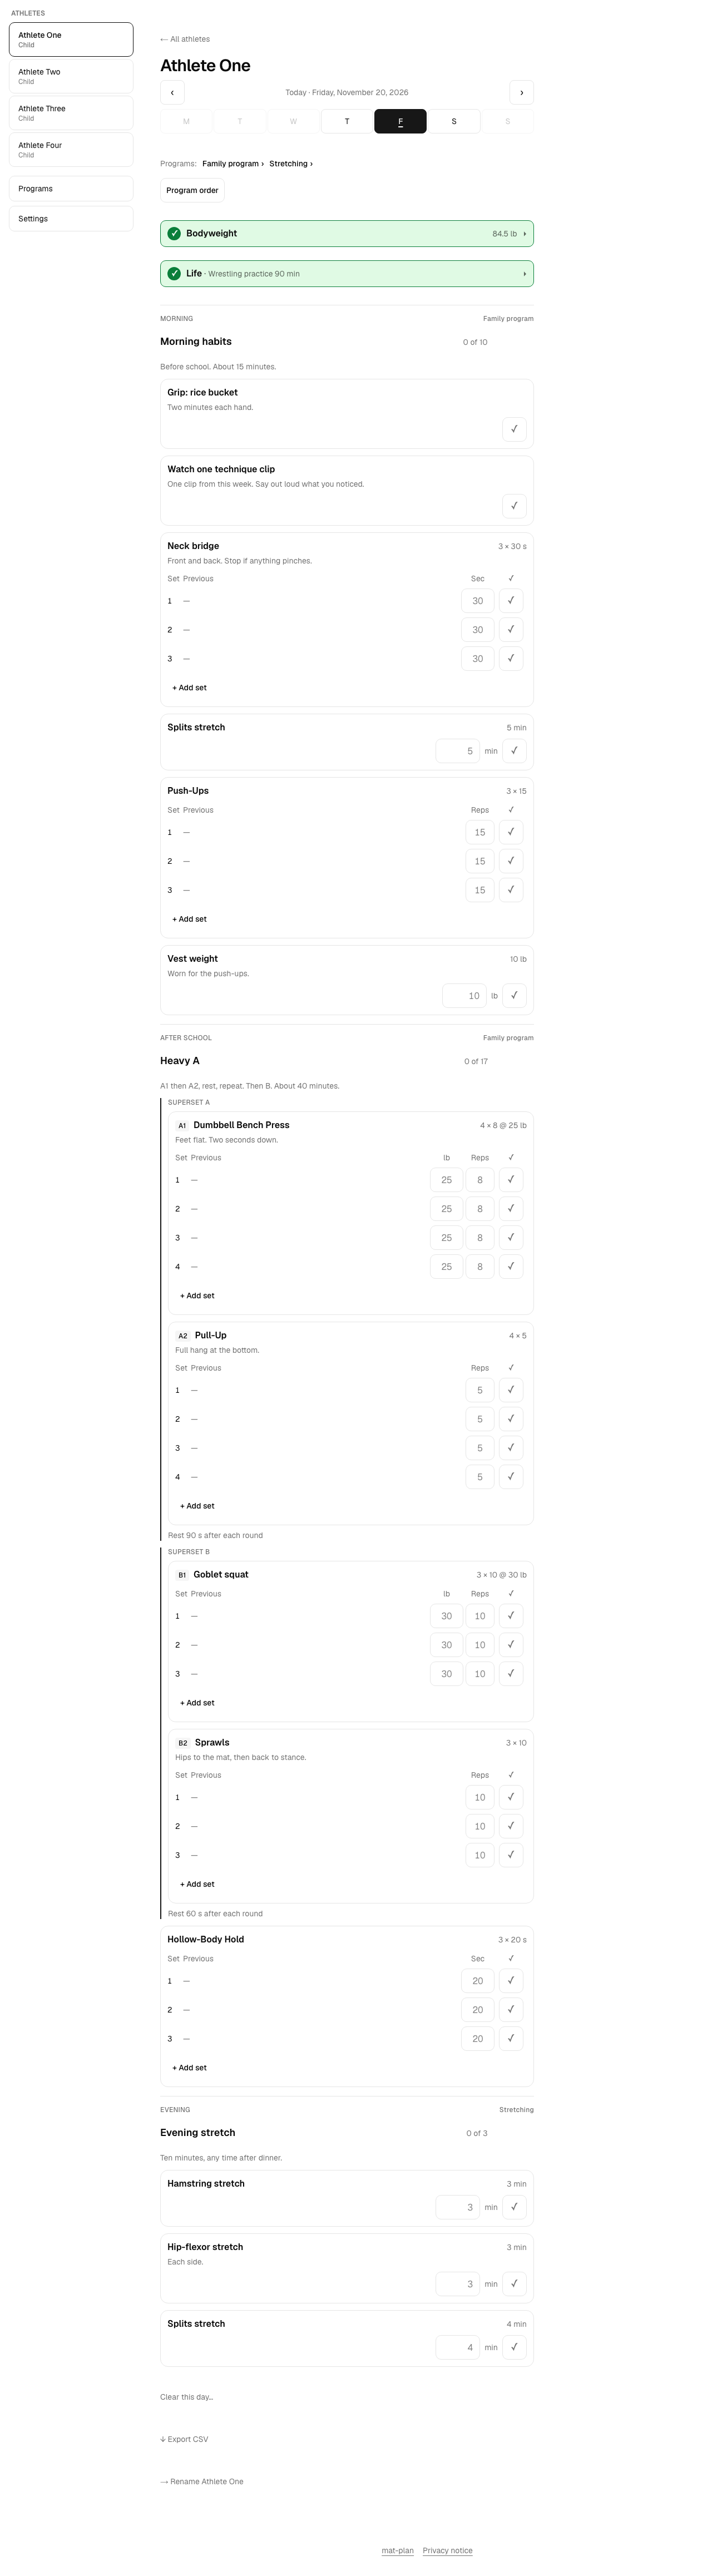 ATHLETES
Athlete One
Child
Athlete Two
Child
Athlete Three
Child
Athlete Four
Child
Programs
Settings
← All athletes
Athlete One
‹ Today · Friday, November 20, 2026 ›
M T W T F S S
Programs: Family program › Stretching ›
Program order
✓ Bodyweight 84.5 lb ›
✓ Life · Wrestling practice 90 min ›
MORNING Family program
Morning habits 0 of 10
Before school. About 15 minutes.
Grip: rice bucket
Two minutes each hand.
✓
Watch one technique clip
One clip from this week. Say out loud what you noticed.
✓
Neck bridge 3 × 30 s
Front and back. Stop if anything pinches.
Set Previous Sec ✓
1 — 30 ✓
2 — 30 ✓
3 — 30 ✓
+ Add set
Splits stretch 5 min
5 min ✓
Push-Ups 3 × 15
Set Previous Reps ✓
1 — 15 ✓
2 — 15 ✓
3 — 15 ✓
+ Add set
Vest weight 10 lb
Worn for the push-ups.
10 lb ✓
AFTER SCHOOL Family program
Heavy A 0 of 17
A1 then A2, rest, repeat. Then B. About 40 minutes.
SUPERSET A
A1 Dumbbell Bench Press 4 × 8 @ 25 lb
Feet flat. Two seconds down.
Set Previous lb Reps ✓
1 — 25 8 ✓
2 — 25 8 ✓
3 — 25 8 ✓
4 — 25 8 ✓
+ Add set
A2 Pull-Up 4 × 5
Full hang at the bottom.
Set Previous Reps ✓
1 — 5 ✓
2 — 5 ✓
3 — 5 ✓
4 — 5 ✓
+ Add set
Rest 90 s after each round
SUPERSET B
B1 Goblet squat 3 × 10 @ 30 lb
Set Previous lb Reps ✓
1 — 30 10 ✓
2 — 30 10 ✓
3 — 30 10 ✓
+ Add set
B2 Sprawls 3 × 10
Hips to the mat, then back to stance.
Set Previous Reps ✓
1 — 10 ✓
2 — 10 ✓
3 — 10 ✓
+ Add set
Rest 60 s after each round
Hollow-Body Hold 3 × 20 s
Set Previous Sec ✓
1 — 20 ✓
2 — 20 ✓
3 — 20 ✓
+ Add set
EVENING Stretching
Evening stretch 0 of 3
Ten minutes, any time after dinner.
Hamstring stretch 3 min
3 min ✓
Hip-flexor stretch 3 min
Each side.
3 min ✓
Splits stretch 4 min
4 min ✓
Clear this day…
↓ Export CSV
→ Rename Athlete One
mat-plan Privacy notice